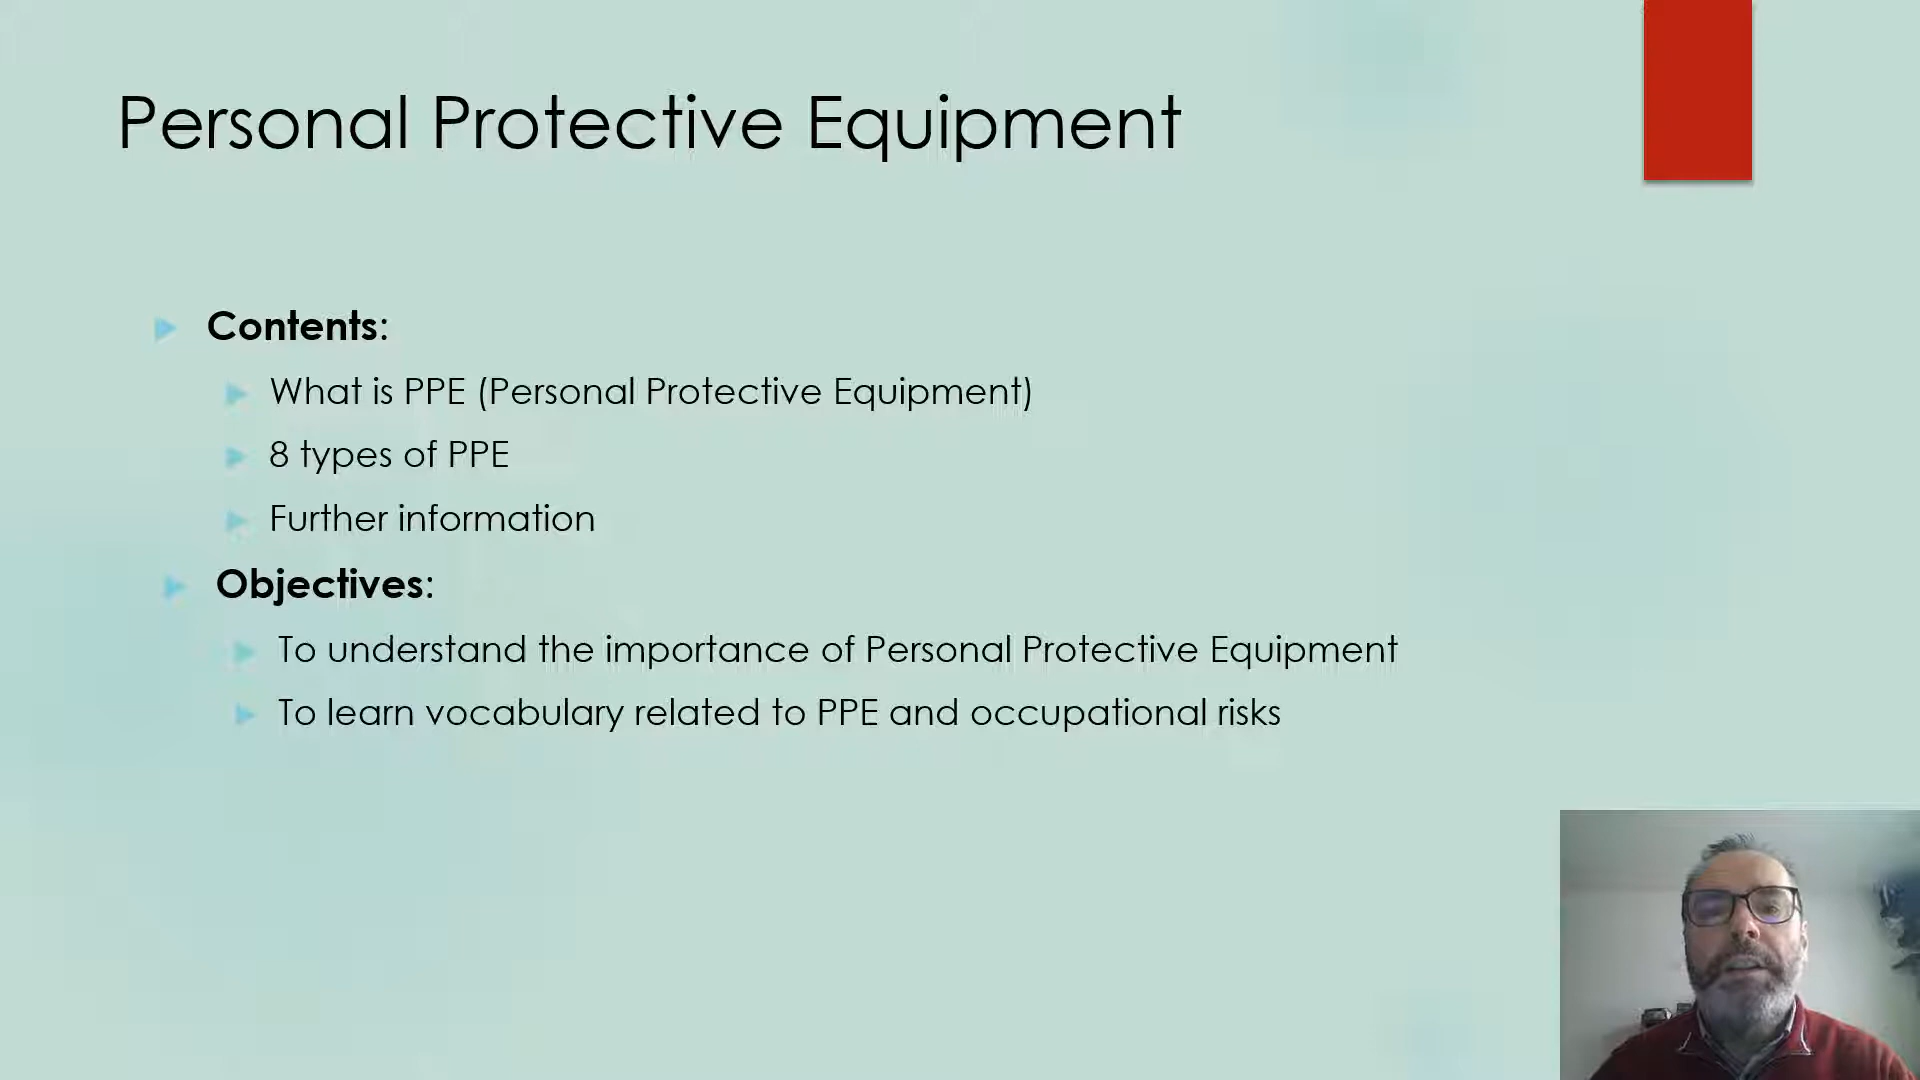 Personal Protective Equipment
Contents:
What is PPE (Personal Protective Equipment)
8 types of PPE
Further information
Objectives:
To understand the importance of Personal Protective Equipment
To learn vocabulary related to PPE and occupational risks